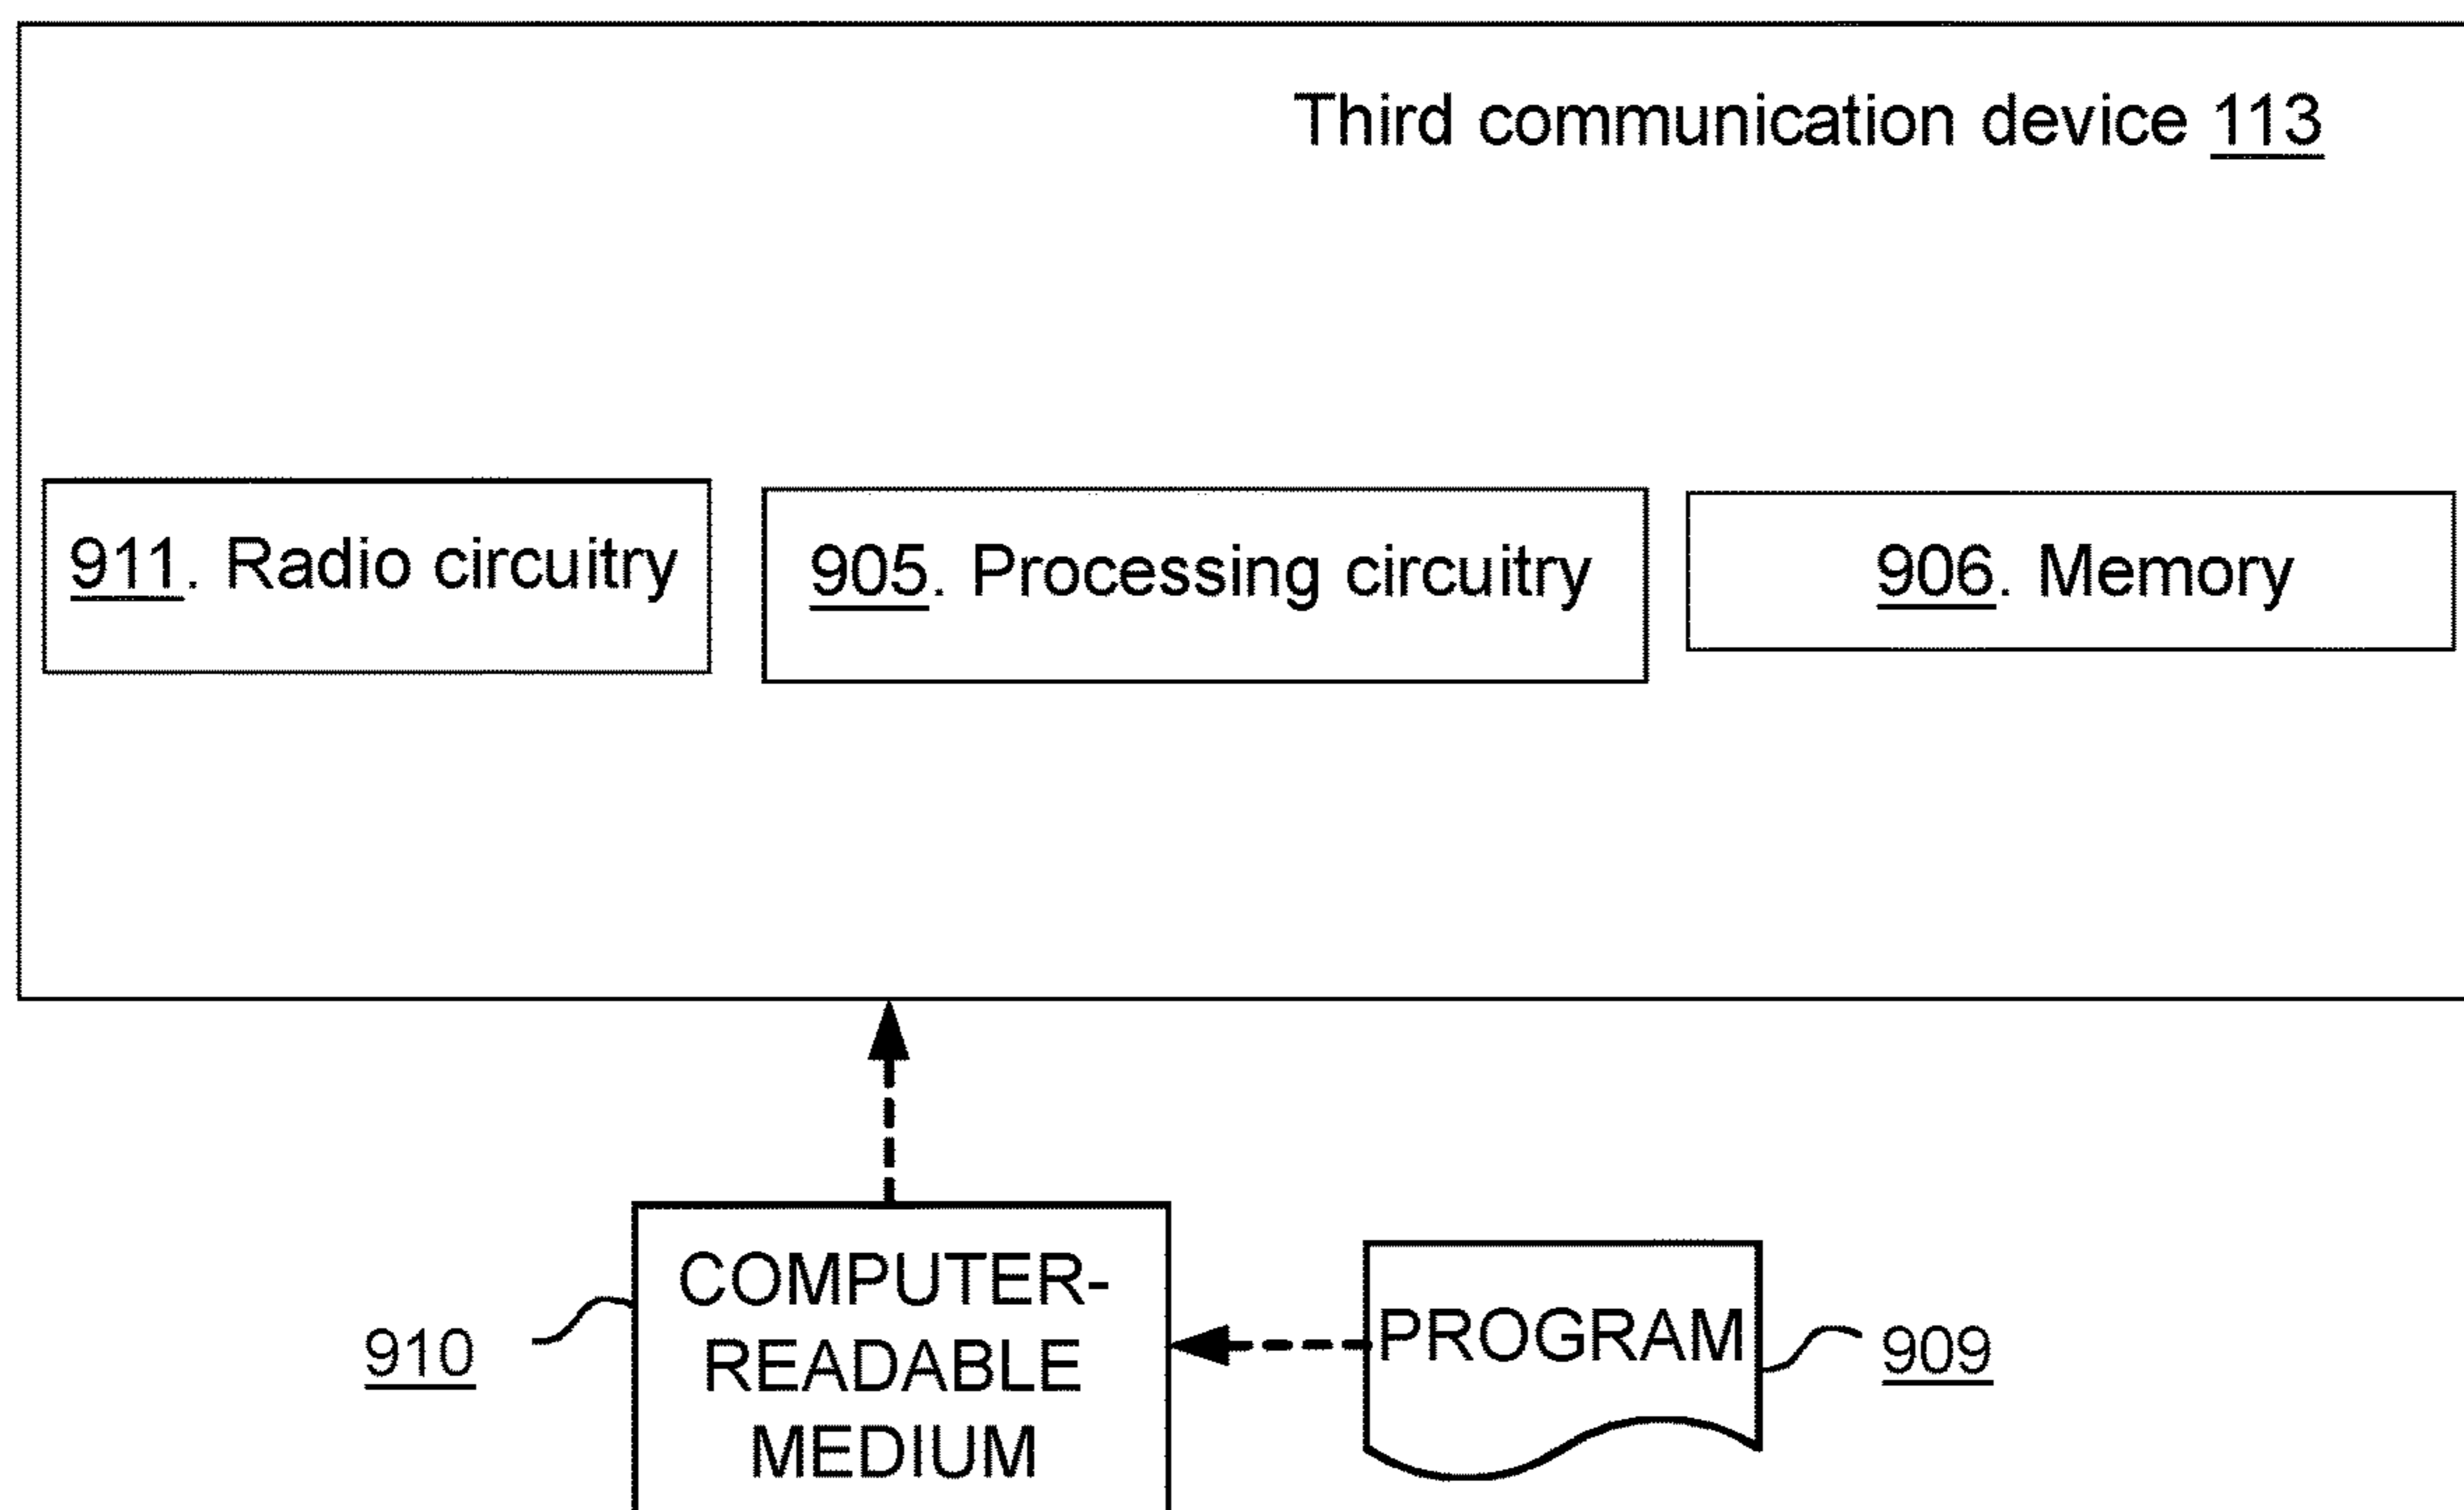 Third communication device 113
911. Radio circuitry
905. Processing circuitry
906. Memory
COMPUTER-
READABLE
MEDIUM
910
PROGRAM
909